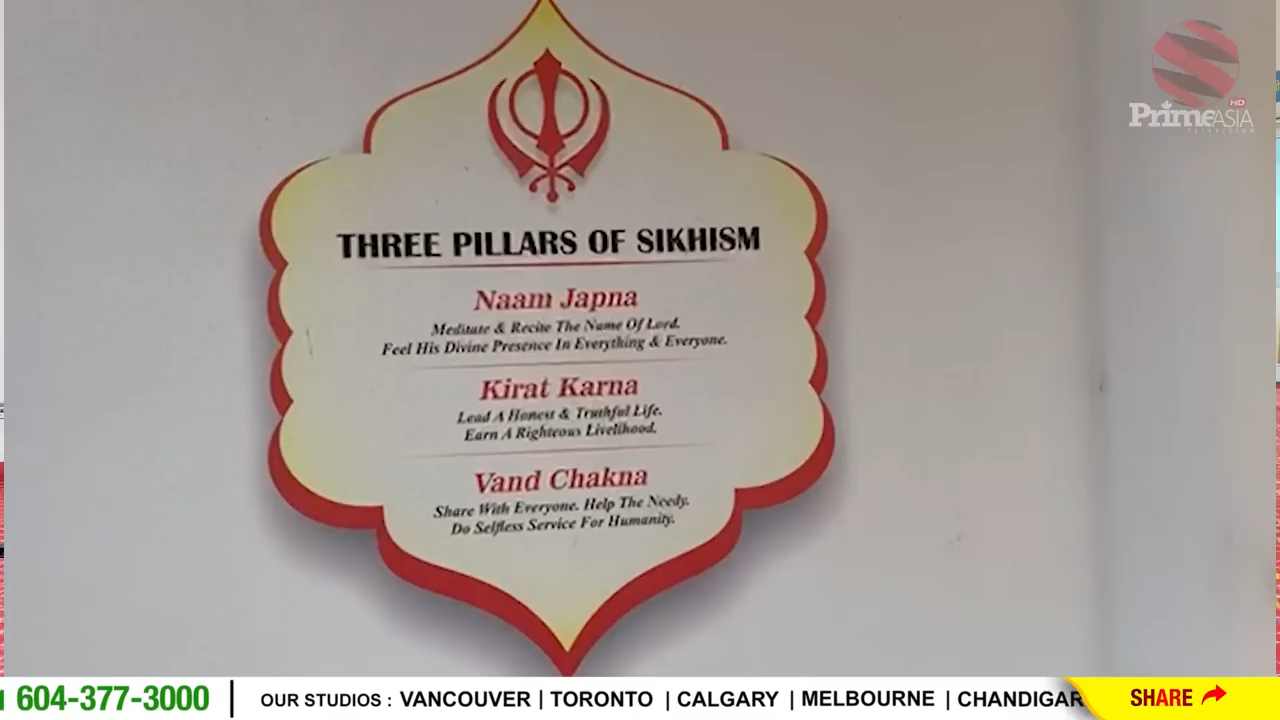 HD
PrimeASIA
TELEVISION
THREE PILLARS OF SIKHISM
Naam Japna
Meditate & Recite The Name Of Lord.
Feel His Divine Presence In Everything & Everyone.
Kirat Karna
Lead A Honest & Truthful Life.
Earn A Righteous Livelihood.
Vand Chakna
Share With Everyone. Help The Needy.
Do Selfless Service For Humanity.
604-377-3000 | OUR STUDIOS : VANCOUVER | TORONTO | CALGARY | MELBOURNE | CHANDIGAR
SHARE